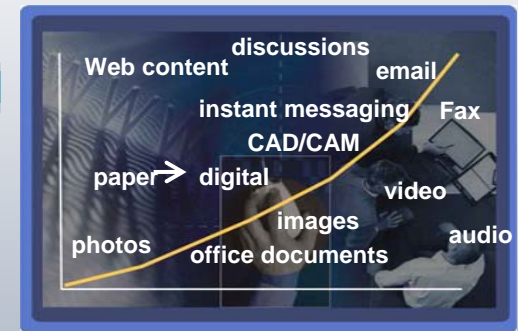 discussions
Web content
email
instant messaging
Fax
CAD/CAM
paper → digital
video
images
photos
audio
office documents